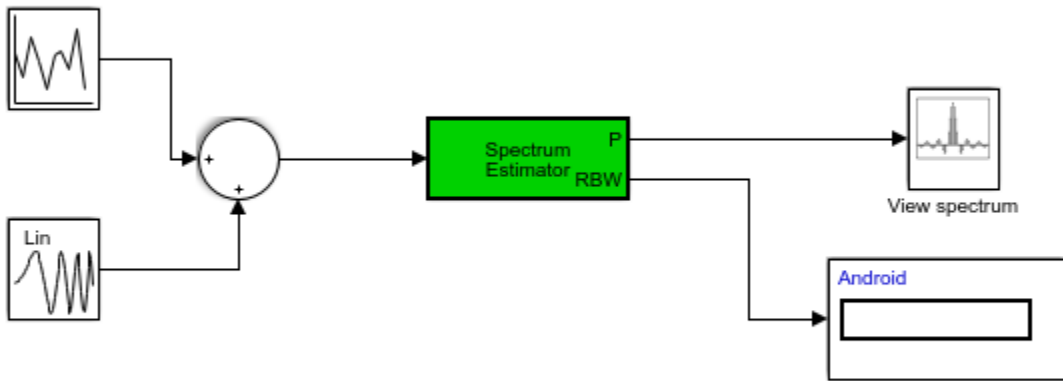 Lin
+
+
Spectrum
Estimator
P
RBW
View spectrum
Android